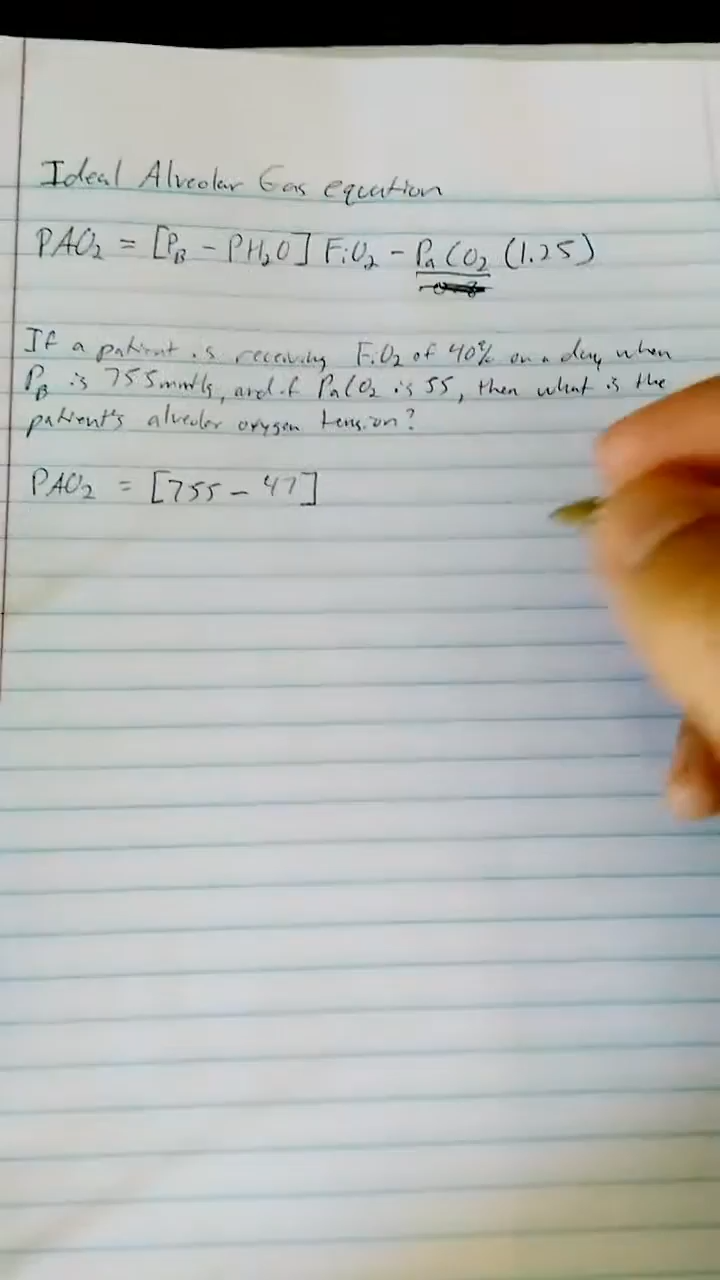 Ideal Alveolar Gas equation
PAO₂ = [P_B - PH₂O] FiO₂ - PaCO₂ (1.25)
If a patient is receiving FiO₂ of 40% on a day when
P_B is 755mmHg, and if PaCO₂ is 55, then what is the
patient's alveolar oxygen tension?
PAO₂ = [755 - 47]